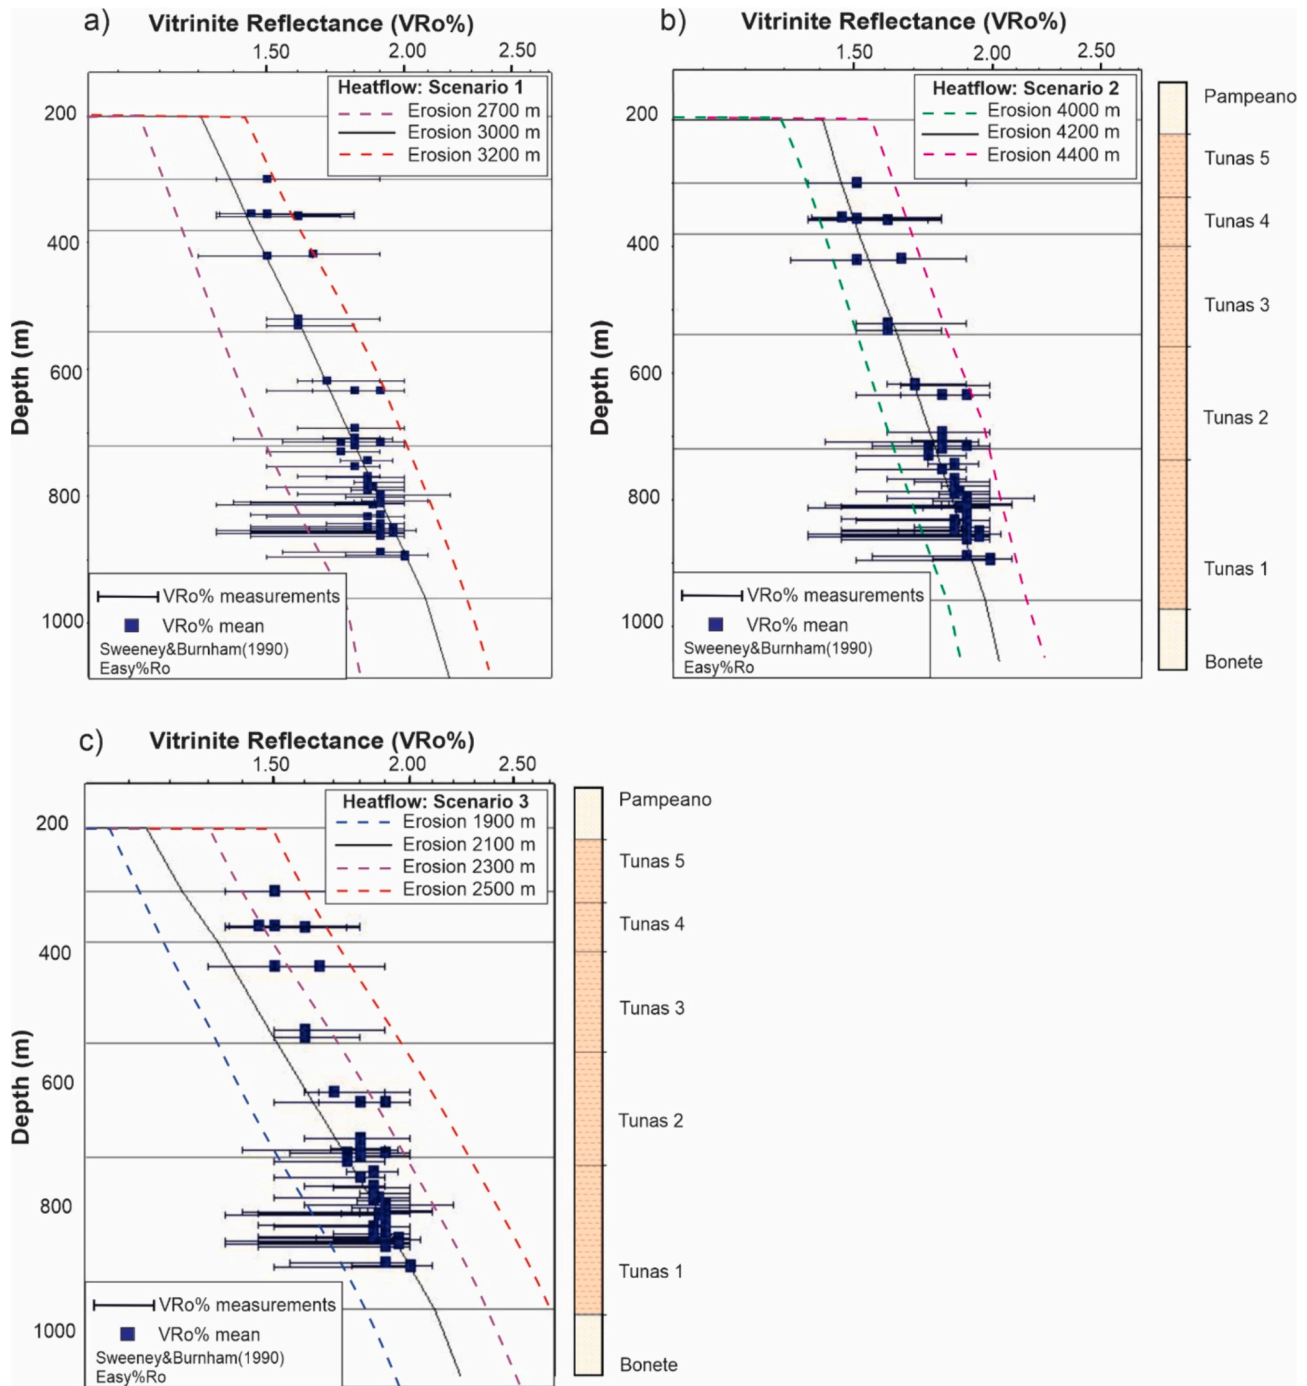 a)
Vitrinite Reflectance (VRo%)
1.50 2.00 2.50
Heatflow: Scenario 1
Erosion 2700 m
Erosion 3000 m
Erosion 3200 m
Depth (m)
200
400
600
800
1000
VRo% measurements
VRo% mean
Sweeney&Burnham(1990)
Easy%Ro
b)
Vitrinite Reflectance (VRo%)
1.50 2.00 2.50
Heatflow: Scenario 2
Erosion 4000 m
Erosion 4200 m
Erosion 4400 m
Depth (m)
200
400
600
800
1000
VRo% measurements
VRo% mean
Sweeney&Burnham(1990)
Easy%Ro
Pampeano
Tunas 5
Tunas 4
Tunas 3
Tunas 2
Tunas 1
Bonete
c)
Vitrinite Reflectance (VRo%)
1.50 2.00 2.50
Heatflow: Scenario 3
Erosion 1900 m
Erosion 2100 m
Erosion 2300 m
Erosion 2500 m
Depth (m)
200
400
600
800
1000
VRo% measurements
VRo% mean
Sweeney&Burnham(1990)
Easy%Ro
Pampeano
Tunas 5
Tunas 4
Tunas 3
Tunas 2
Tunas 1
Bonete